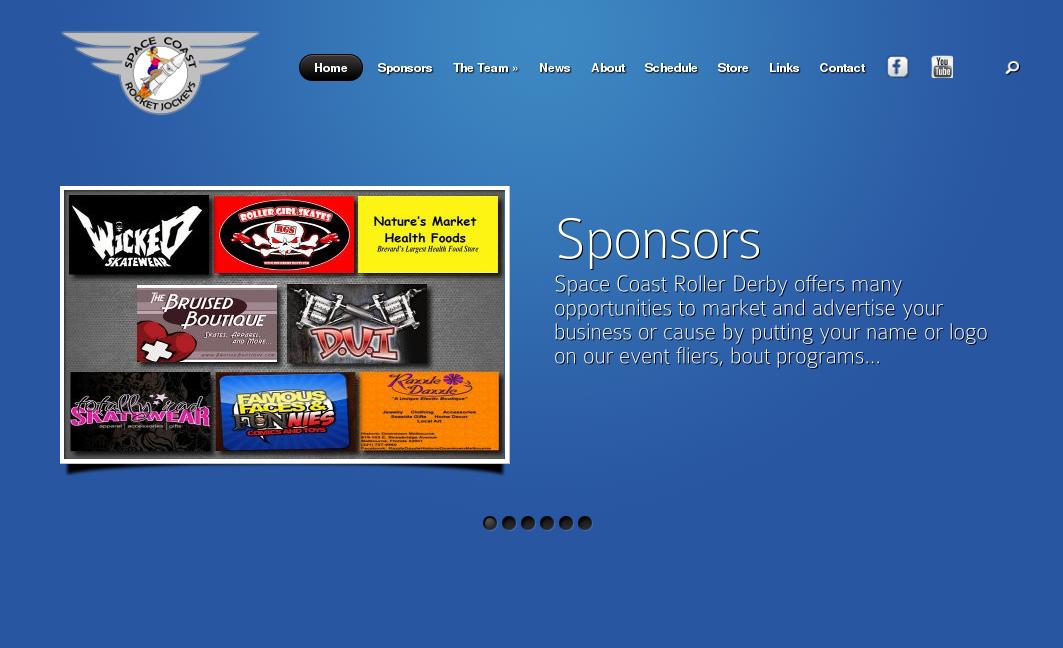 SPACE COAST
ROCKET JOCKEYS
Home Sponsors The Team » News About Schedule Store Links Contact
f
You
Tube
WICKED
SKATEWEAR
ROLLER GIRL SKATES
RGS
Nature's Market
Health Foods
Brevard's Largest Health Food Store
THE BRUISED
BOUTIQUE
SKATES, APPAREL,
AND MORE...
D.V.I
totally rad
SKATEWEAR
apparel | accessories | gifts
FAMOUS
FACES &
FUNNIES
COMICS AND TOYS
Razzle
Dazzle
"A Unique Electic Boutique"
Jewelry Clothing Accessories
Seaside Gifts Home Decor
Local Art
Sponsors
Space Coast Roller Derby offers many
opportunities to market and advertise your
business or cause by putting your name or logo
on our event fliers, bout programs...